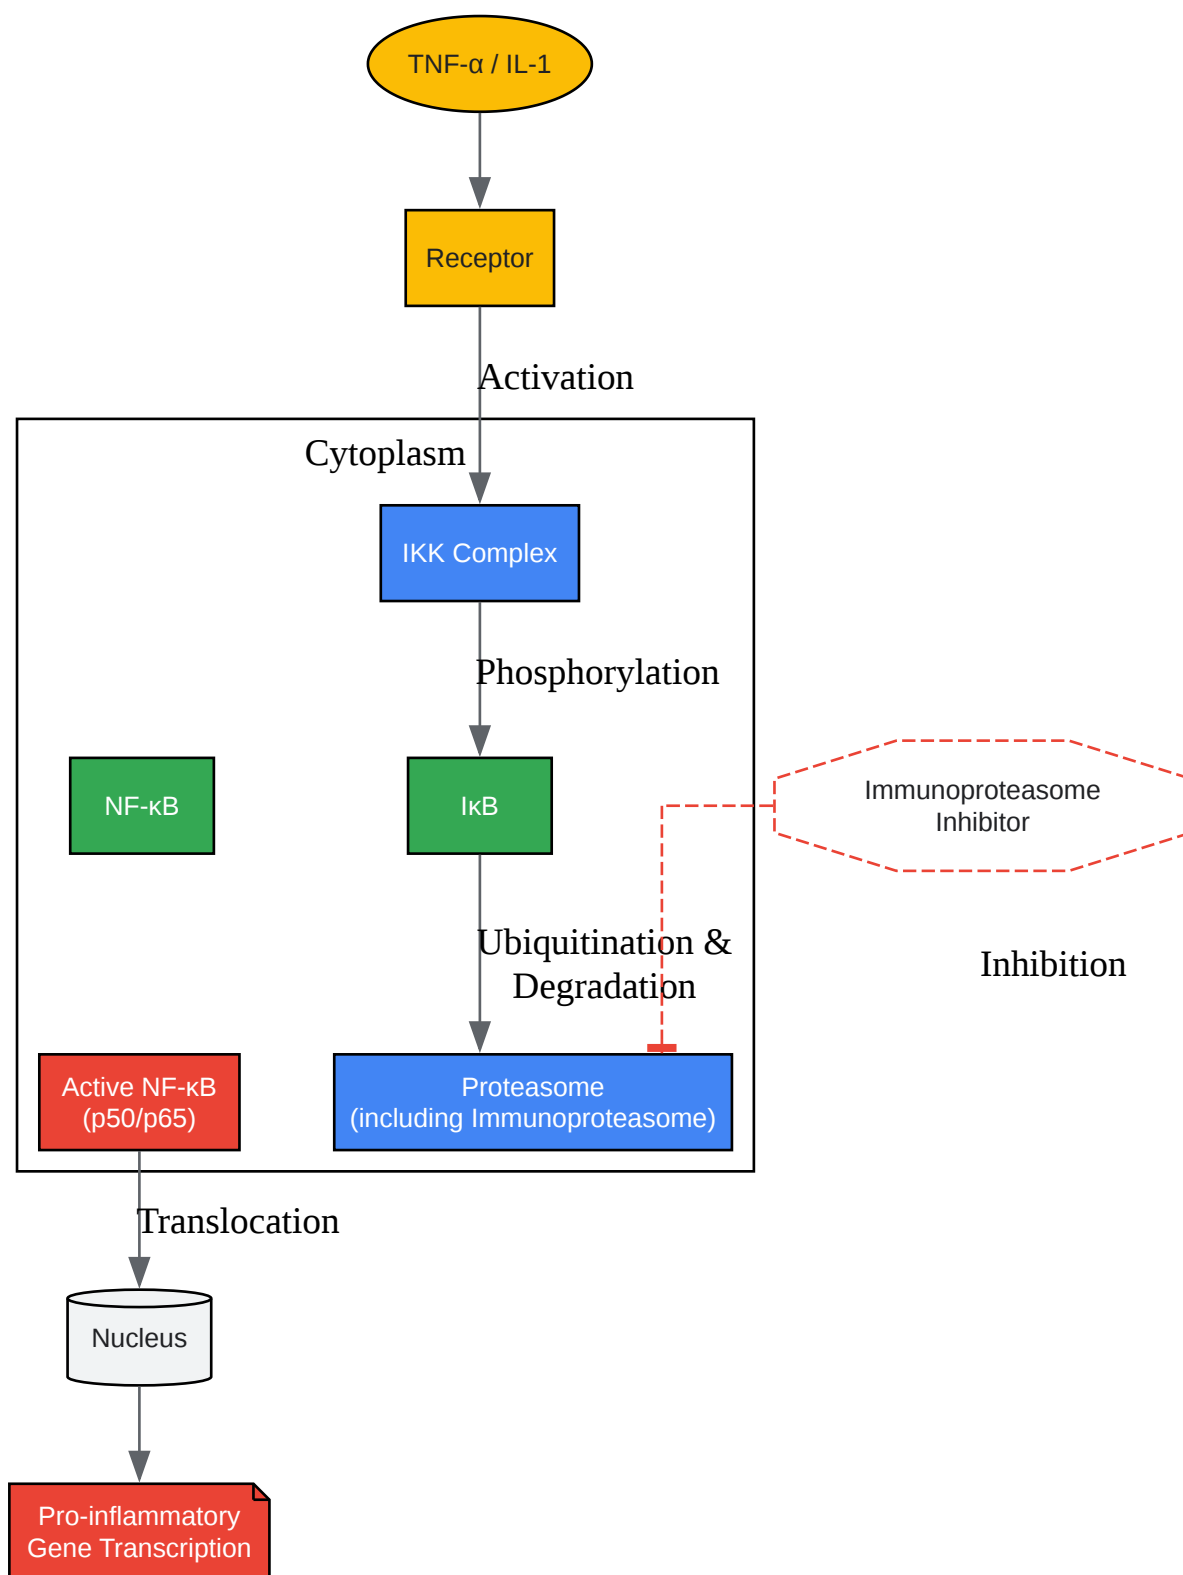 TNF-α / IL-1
Receptor
Activation
Cytoplasm
IKK Complex
Phosphorylation
NF-κB
IκB
Immunoproteasome
Inhibitor
Ubiquitination &
Degradation
Inhibition
Active NF-κB
(p50/p65)
Proteasome
(including Immunoproteasome)
Translocation
Nucleus
Pro-inflammatory
Gene Transcription